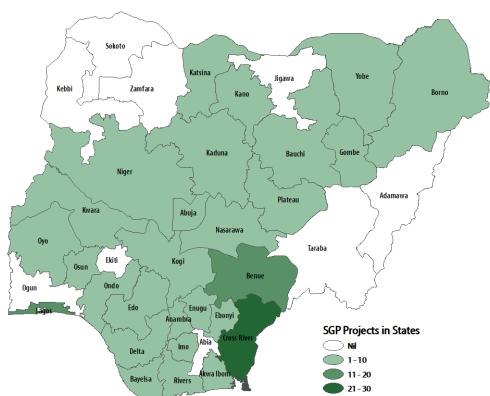 Sokoto
Katsina
Jigawa
Yobe
Borno
Kebbi
Zamfara
Kano
Kaduna
Bauchi
Gombe
Niger
Adamawa
Plateau
Kwara
Abuja
Nasarawa
Oyo
Taraba
Ekiti
Kogi
Osun
Benue
Ogun
Ondo
Lagos
Edo
Enugu
Ebonyi
Anambra
Cross River
Abia
Imo
Delta
Akwa Ibom
Bayelsa
Rivers
SGP Projects in States
Nil
1 - 10
11 - 20
21 - 30